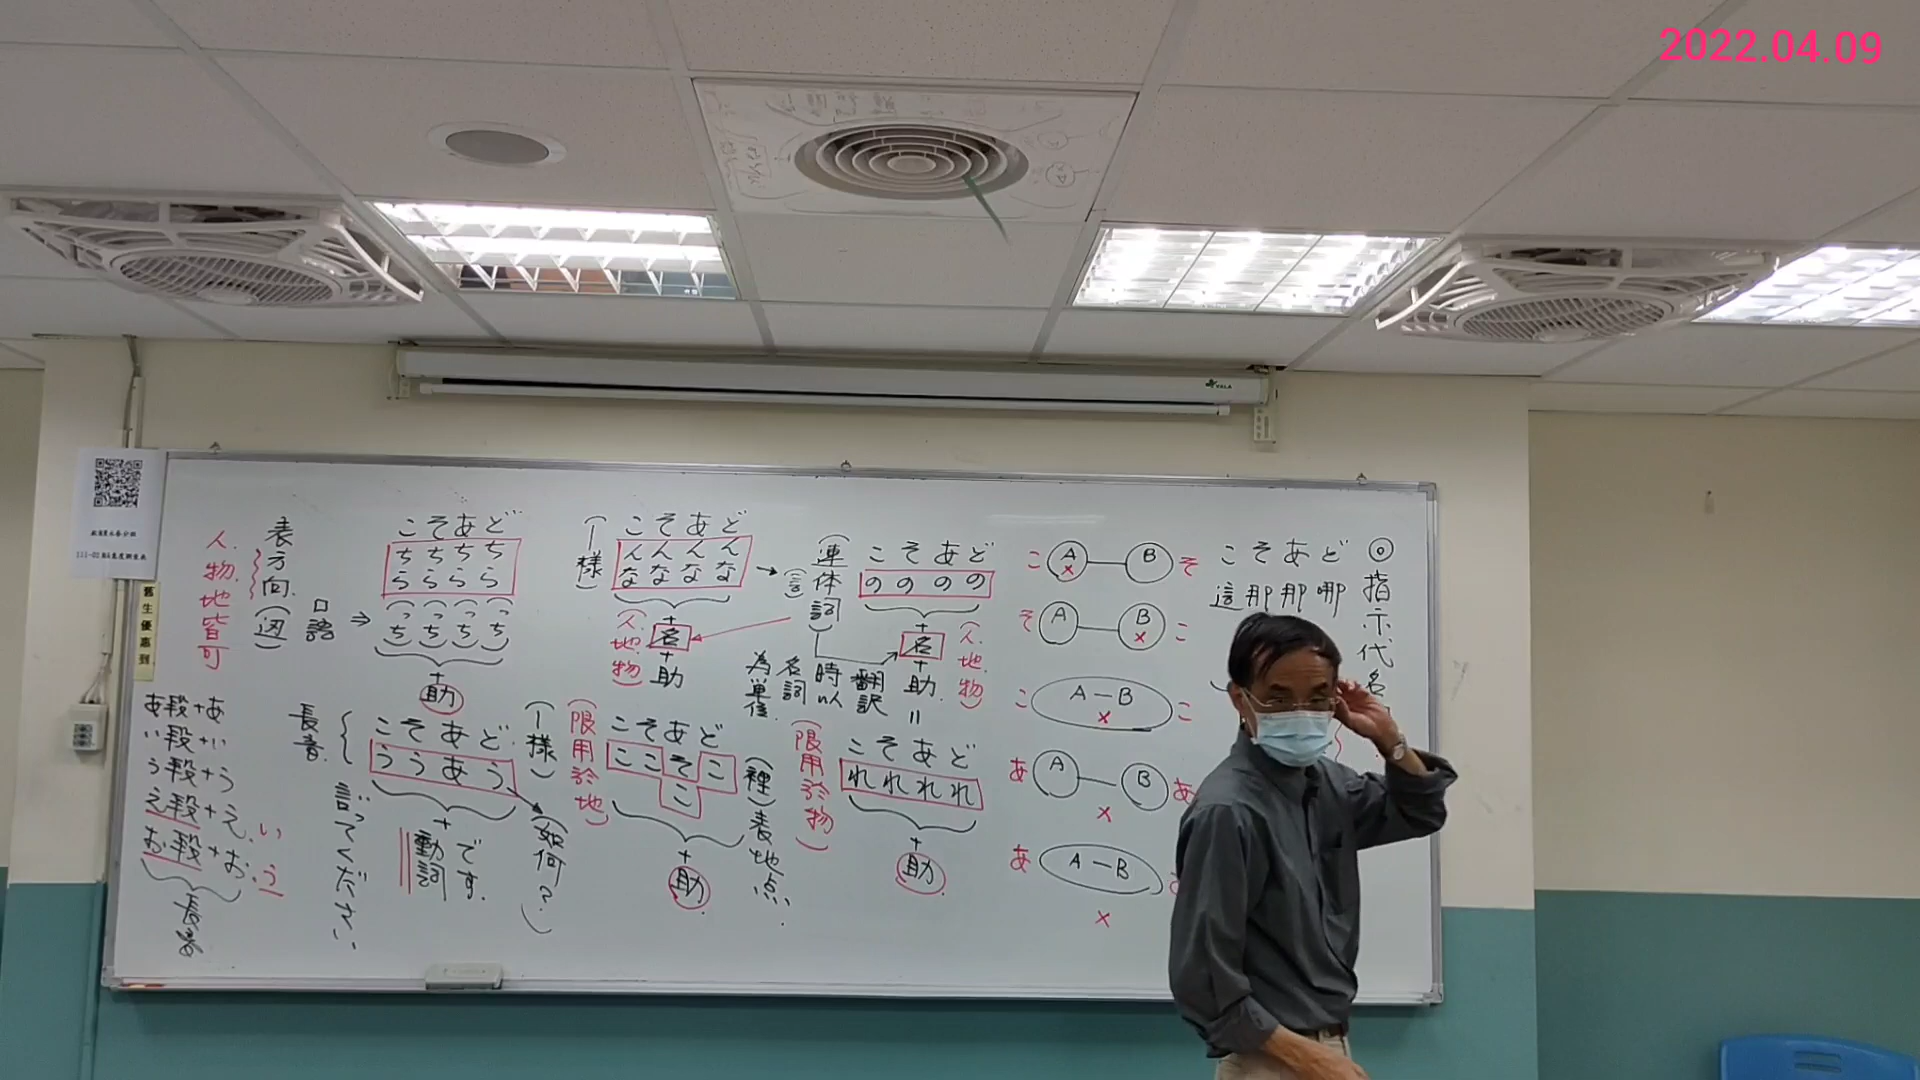 2022.04.09
◎指示代名
こそあど
這那那哪
こ A B そ
×
そ A B こ
×
こ A-B こ
×
あ A B あ
×
あ A-B
×
こそあど
のののの
+
名
+
助
=
(人.地.物)
こそあど
れれれれ
+
助
(限用於物)
連体詞
翻訳
時以
名詞
為単位.
こそあど
んんんん
なななな
+
名
+
助
(一様)
(人.地.物)
こそあど
ここそこ
こ
+
助
(裡)表地点.
(限用於地)
こそあど
ちちちち
らららら
っっっっ
ちちちち
+
助
口語
表方向.(辺)
人.物.地皆可
こそあど.
ううあう
+
動詞
です.
(一様)
(如何?)
長音.
言ってください
あ段+あ
い段+い
う段+う
え段+え.い
お段+お.う
長音
舊生優惠到